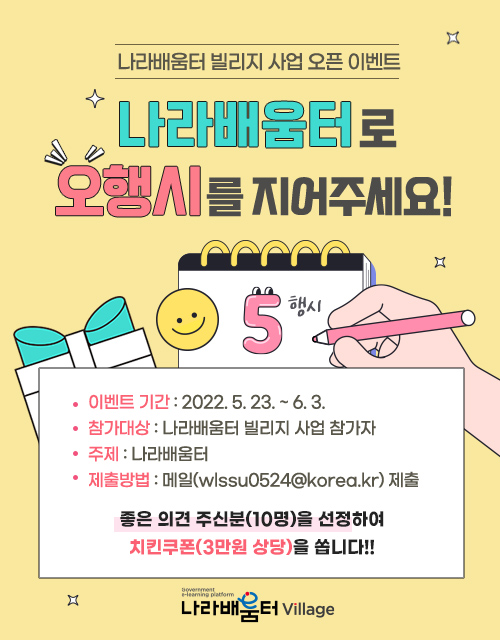 나라배움터 빌리지 사업 오픈 이벤트
나라배움터로
오행시를 지어주세요!
5행시
• 이벤트 기간 : 2022. 5. 23. ~ 6. 3.
• 참가대상 : 나라배움터 빌리지 사업 참가자
• 주제 : 나라배움터
• 제출방법 : 메일(wlssu0524@korea.kr) 제출
좋은 의견 주신분(10명)을 선정하여
치킨쿠폰(3만원 상당)을 쏩니다!!
Government
e-learning platform
나라배움터 Village